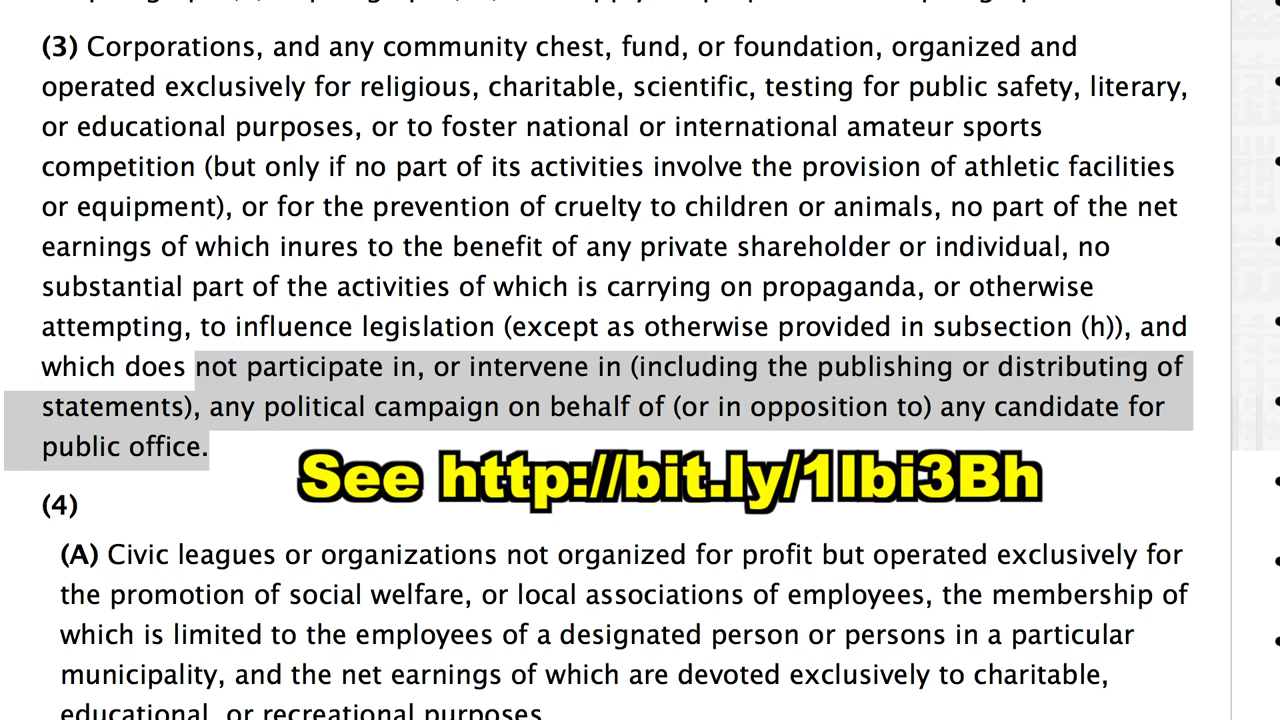 (3) Corporations, and any community chest, fund, or foundation, organized and
operated exclusively for religious, charitable, scientific, testing for public safety, literary,
or educational purposes, or to foster national or international amateur sports
competition (but only if no part of its activities involve the provision of athletic facilities
or equipment), or for the prevention of cruelty to children or animals, no part of the net
earnings of which inures to the benefit of any private shareholder or individual, no
substantial part of the activities of which is carrying on propaganda, or otherwise
attempting, to influence legislation (except as otherwise provided in subsection (h)), and
which does not participate in, or intervene in (including the publishing or distributing of
statements), any political campaign on behalf of (or in opposition to) any candidate for
public office.
See http://bit.ly/1Ibi3Bh
(4)
(A) Civic leagues or organizations not organized for profit but operated exclusively for
the promotion of social welfare, or local associations of employees, the membership of
which is limited to the employees of a designated person or persons in a particular
municipality, and the net earnings of which are devoted exclusively to charitable,
educational, or recreational purposes.